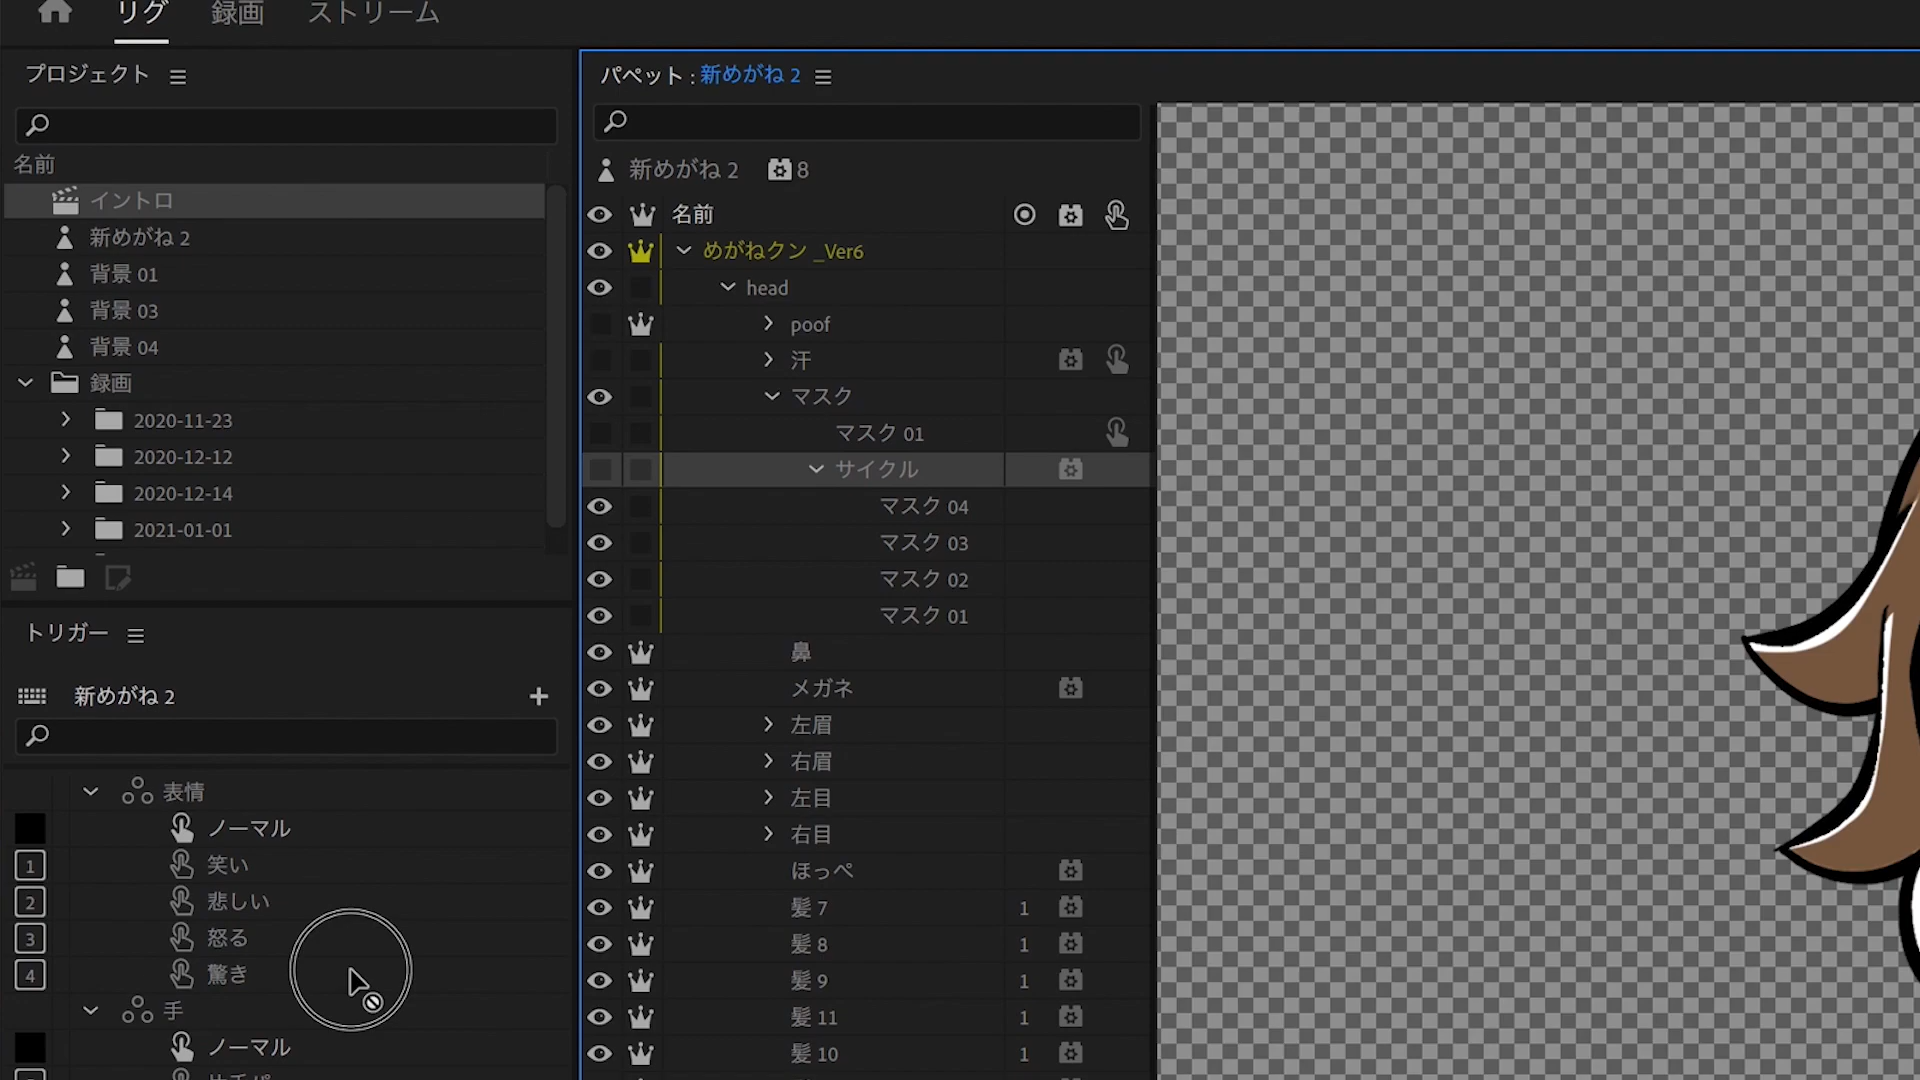 リグ 録画 ストリーム
プロジェクト
名前
イントロ
新めがね 2
背景 01
背景 03
背景 04
録画
2020-11-23
2020-12-12
2020-12-14
2021-01-01
トリガー
新めがね 2
表情
ノーマル
1 笑い
2 悲しい
3 怒る
4 驚き
手
ノーマル
パペット : 新めがね 2
新めがね 2 8
名前
めがねクン _Ver6
head
poof
汗
マスク
マスク 01
サイクル
マスク 04
マスク 03
マスク 02
マスク 01
鼻
メガネ
左眉
右眉
左目
右目
ほっぺ
髪 7 1
髪 8 1
髪 9 1
髪 11 1
髪 10 1